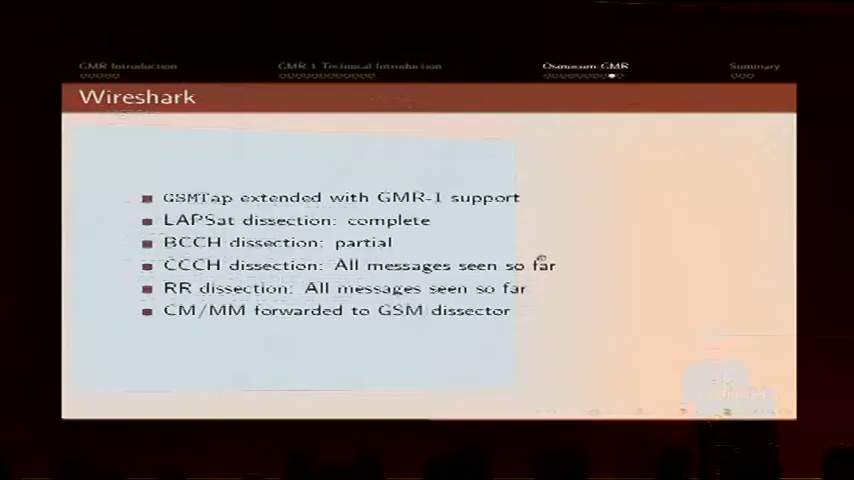 GMR Introduction
GMR-1 Technical Introduction
Osmocom GMR
Summary
Wireshark
GSMTap extended with GMR-1 support
LAPSat dissection: complete
BCCH dissection: partial
CCCH dissection: All messages seen so far
RR dissection: All messages seen so far
CM/MM forwarded to GSM dissector